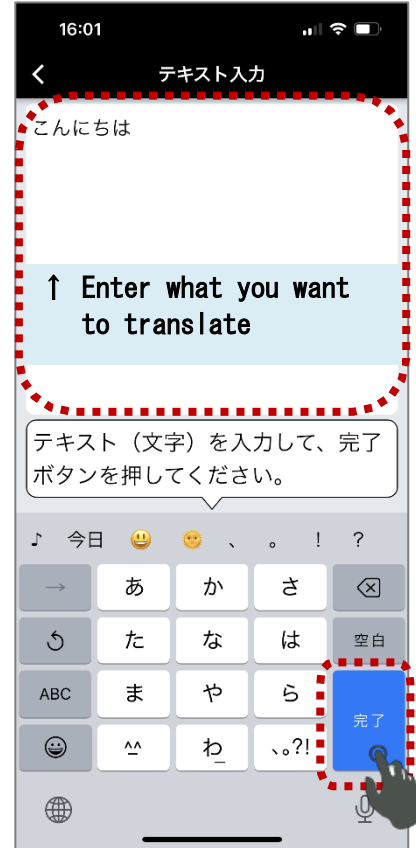 16:01
テキスト入力
こんにちは
↑ Enter what you want
to translate
テキスト（文字）を入力して、完了
ボタンを押してください。
♪ 今日 😃 🌞 、 。 ! ?
→ あ か さ
た な は 空白
ABC ま や ら
完了
^^ わ_ 、。?!